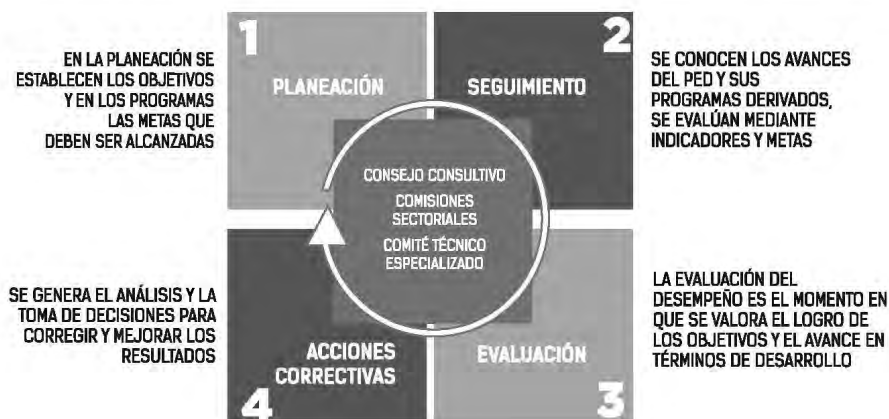 1
PLANEACIÓN
EN LA PLANEACIÓN SE
ESTABLECEN LOS OBJETIVOS
Y EN LOS PROGRAMAS
LAS METAS QUE
DEBEN SER ALCANZADAS
2
SEGUIMIENTO
SE CONOCEN LOS AVANCES
DEL PED Y SUS
PROGRAMAS DERIVADOS,
SE EVALÚAN MEDIANTE
INDICADORES Y METAS
CONSEJO CONSULTIVO
COMISIONES
SECTORIALES
COMITÉ TÉCNICO
ESPECIALIZADO
3
EVALUACIÓN
LA EVALUACIÓN DEL
DESEMPEÑO ES EL MOMENTO EN
QUE SE VALORA EL LOGRO DE
LOS OBJETIVOS Y EL AVANCE EN
TÉRMINOS DE DESARROLLO
4
ACCIONES
CORRECTIVAS
SE GENERA EL ANÁLISIS Y LA
TOMA DE DECISIONES PARA
CORREGIR Y MEJORAR LOS
RESULTADOS